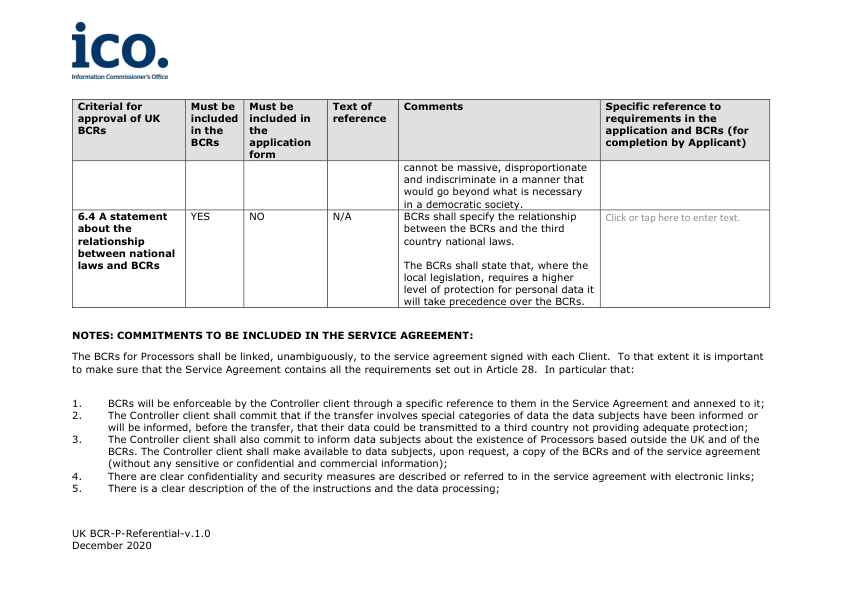 ico.
Information Commissioner's Office
Criterial for
approval of UK
BCRs
Must be
included
in the
BCRs
Must be
included in
the
application
form
Text of
reference
Comments
Specific reference to
requirements in the
application and BCRs (for
completion by Applicant)
cannot be massive, disproportionate
and indiscriminate in a manner that
would go beyond what is necessary
in a democratic society.
6.4 A statement
about the
relationship
between national
laws and BCRs
YES
NO
N/A
BCRs shall specify the relationship
between the BCRs and the third
country national laws.
The BCRs shall state that, where the
local legislation, requires a higher
level of protection for personal data it
will take precedence over the BCRs.
Click or tap here to enter text.
NOTES: COMMITMENTS TO BE INCLUDED IN THE SERVICE AGREEMENT:
The BCRs for Processors shall be linked, unambiguously, to the service agreement signed with each Client. To that extent it is important
to make sure that the Service Agreement contains all the requirements set out in Article 28. In particular that:
1. BCRs will be enforceable by the Controller client through a specific reference to them in the Service Agreement and annexed to it;
2. The Controller client shall commit that if the transfer involves special categories of data the data subjects have been informed or
will be informed, before the transfer, that their data could be transmitted to a third country not providing adequate protection;
3. The Controller client shall also commit to inform data subjects about the existence of Processors based outside the UK and of the
BCRs. The Controller client shall make available to data subjects, upon request, a copy of the BCRs and of the service agreement
(without any sensitive or confidential and commercial information);
4. There are clear confidentiality and security measures are described or referred to in the service agreement with electronic links;
5. There is a clear description of the of the instructions and the data processing;
UK BCR-P-Referential-v.1.0
December 2020